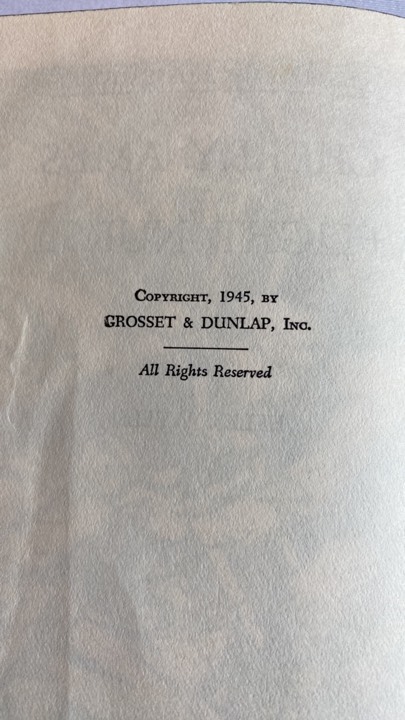 Copyright, 1945, by
GROSSET & DUNLAP, Inc.
All Rights Reserved